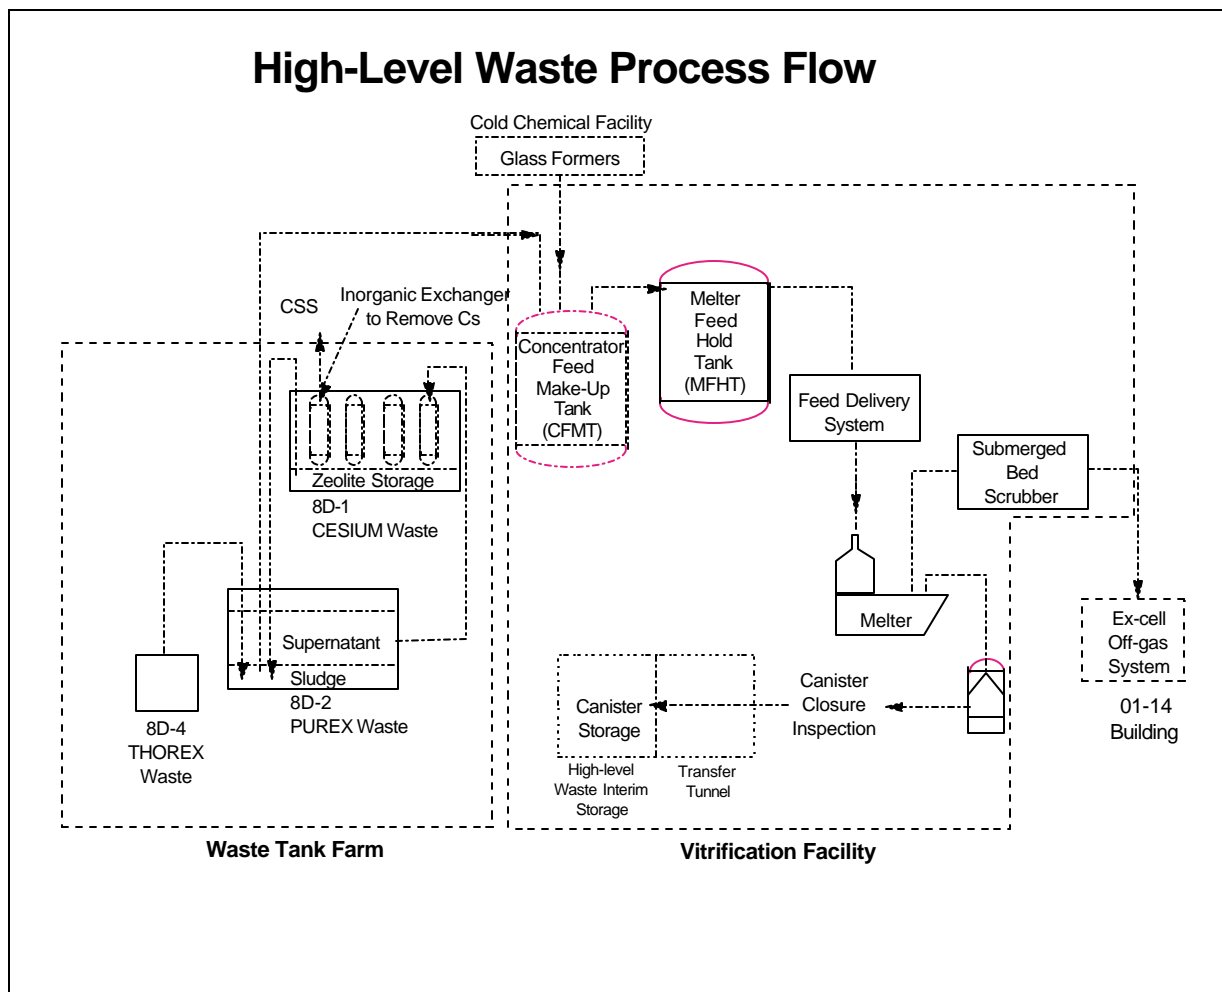 High-Level Waste Process Flow
Cold Chemical Facility
Glass Formers
CSS
Inorganic Exchanger
to Remove Cs
Concentrator
Feed
Make-Up
Tank
(CFMT)
Melter
Feed
Hold
Tank
(MFHT)
Feed Delivery
System
Submerged
Bed
Scrubber
Zeolite Storage
8D-1
CESIUM Waste
Supernatant
Sludge
8D-2
PUREX Waste
8D-4
THOREX
Waste
Melter
Ex-cell
Off-gas
System
01-14
Building
Canister
Storage
Canister
Closure
Inspection
High-level
Waste Interim
Storage
Transfer
Tunnel
Waste Tank Farm
Vitrification Facility